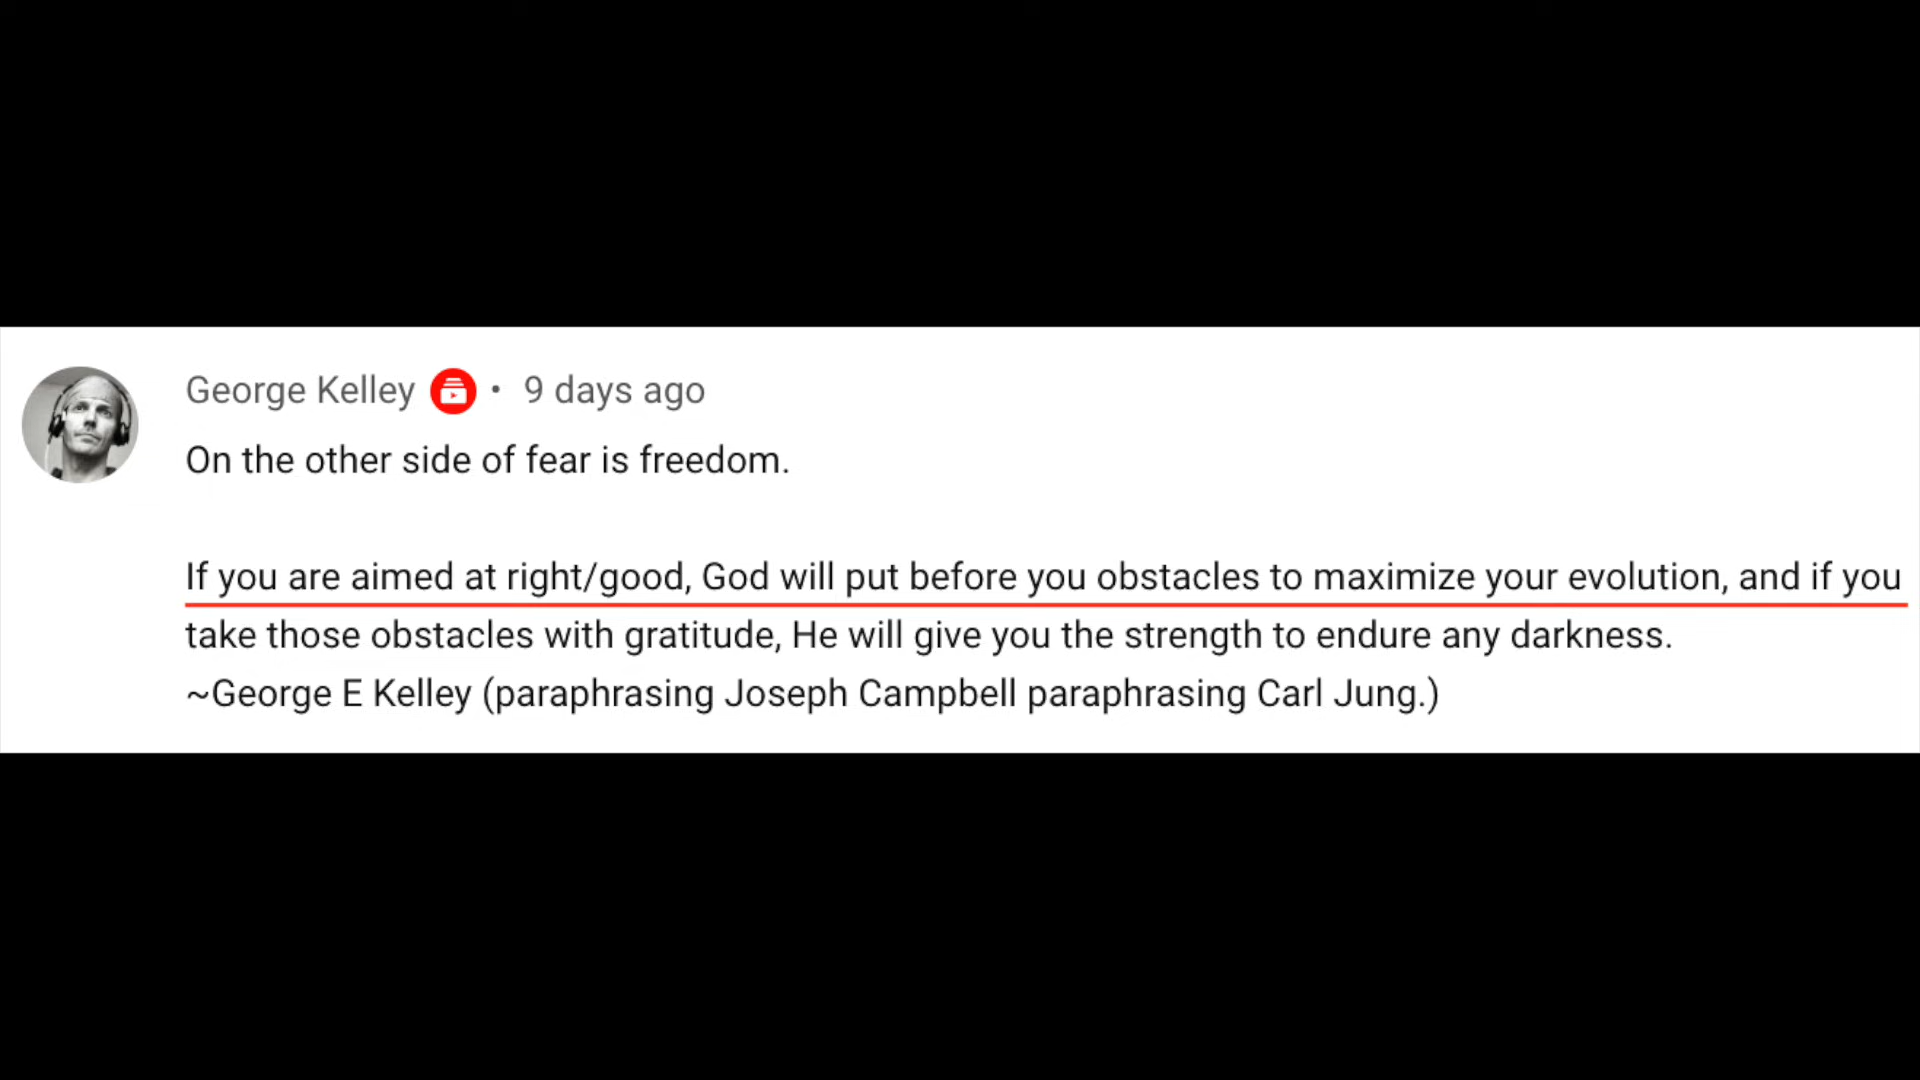 George Kelley • 9 days ago
On the other side of fear is freedom.
If you are aimed at right/good, God will put before you obstacles to maximize your evolution, and if you
take those obstacles with gratitude, He will give you the strength to endure any darkness.
~George E Kelley (paraphrasing Joseph Campbell paraphrasing Carl Jung.)